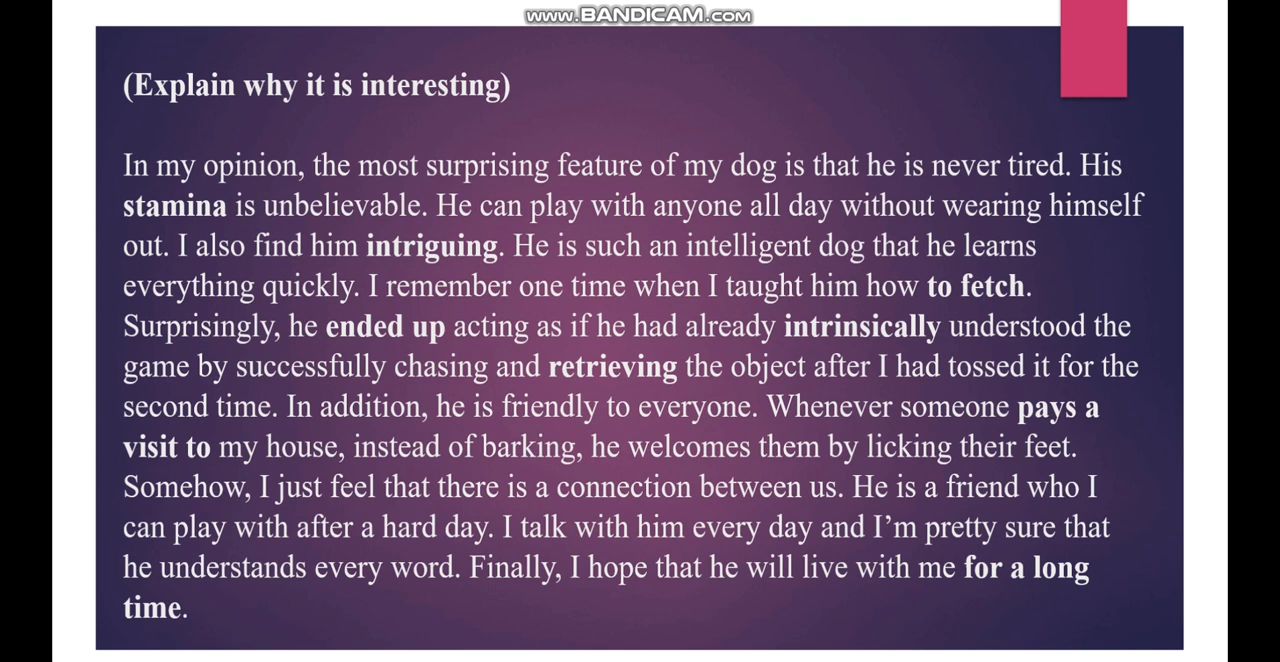 www.BANDICAM.com
(Explain why it is interesting)
In my opinion, the most surprising feature of my dog is that he is never tired. His
stamina is unbelievable. He can play with anyone all day without wearing himself
out. I also find him intriguing. He is such an intelligent dog that he learns
everything quickly. I remember one time when I taught him how to fetch.
Surprisingly, he ended up acting as if he had already intrinsically understood the
game by successfully chasing and retrieving the object after I had tossed it for the
second time. In addition, he is friendly to everyone. Whenever someone pays a
visit to my house, instead of barking, he welcomes them by licking their feet.
Somehow, I just feel that there is a connection between us. He is a friend who I
can play with after a hard day. I talk with him every day and I’m pretty sure that
he understands every word. Finally, I hope that he will live with me for a long
time.